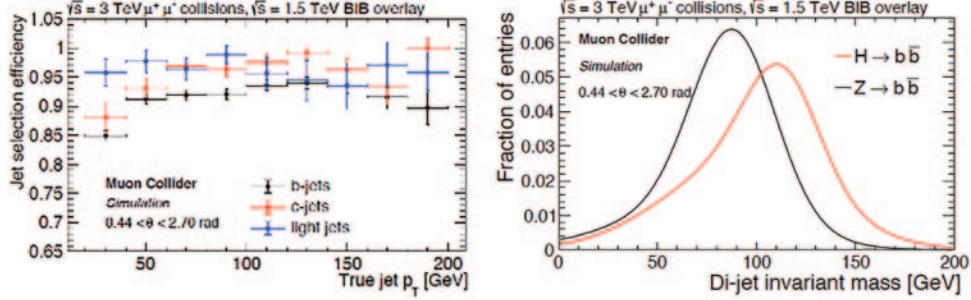 √s = 3 TeV μ⁺ μ⁻ collisions, √s = 1.5 TeV BIB overlay
Jet selection efficiency
1.05
1
0.95
0.9
0.85
0.8
0.75
0.7
0.65
Muon Collider
Simulation
0.44 < θ < 2.70 rad
b-jets
c-jets
light jets
0
50
100
150
200
True jet p_T [GeV]
√s = 3 TeV μ⁺ μ⁻ collisions, √s = 1.5 TeV BIB overlay
Fraction of entries
0.06
0.05
0.04
0.03
0.02
0.01
0
Muon Collider
Simulation
0.44 < θ < 2.70 rad
H → b b̄
Z → b b̄
0
50
100
150
200
Di-jet invariant mass [GeV]